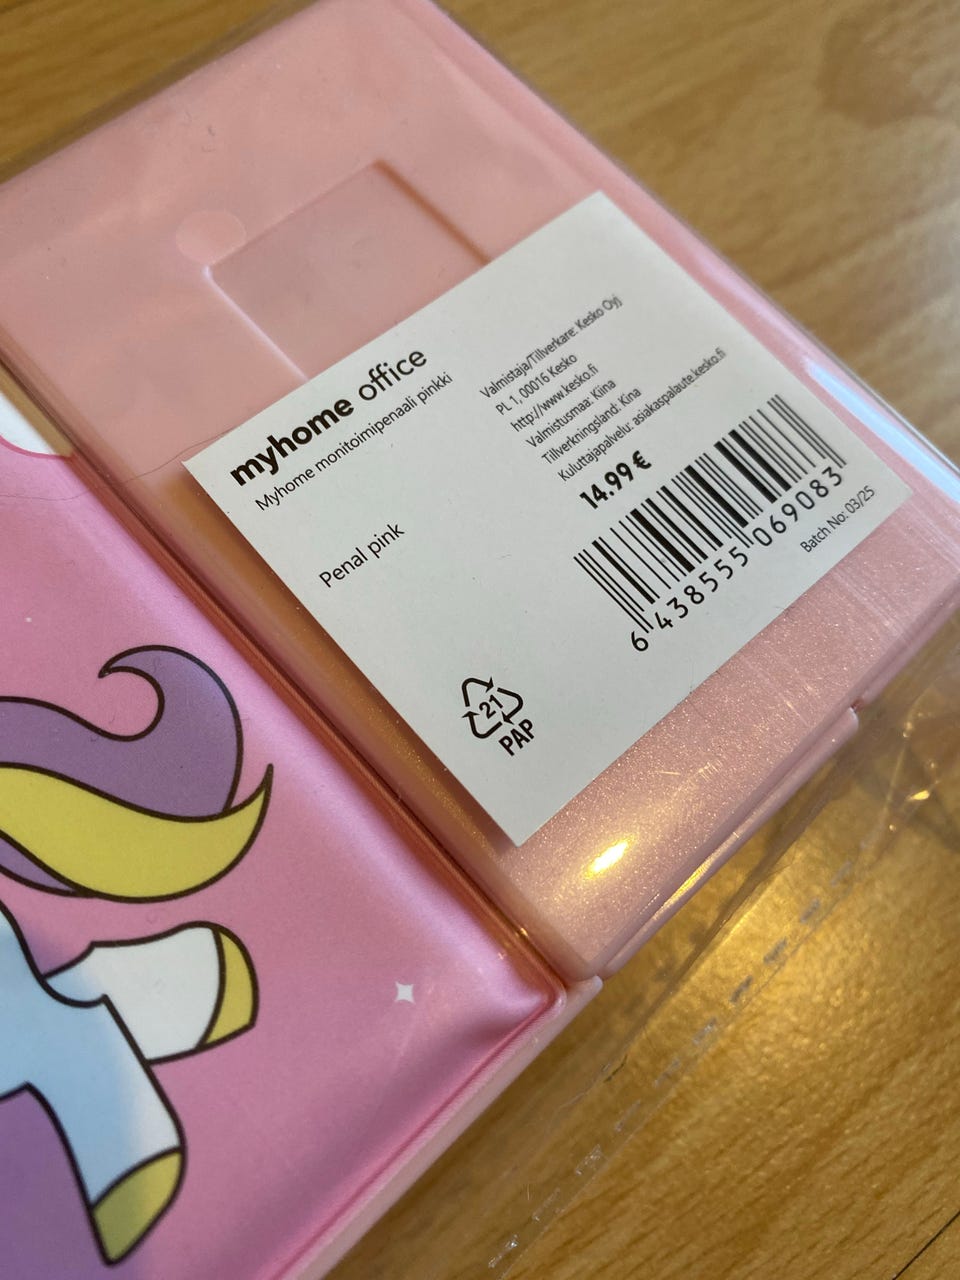 myhome office
Myhome monitoimipenaali pinkki
Penal pink
Valmistaja/Tillverkare: Kesko Oyj
PL 1, 00016 Kesko
http://www.kesko.fi
Valmistusmaa: Kiina
Tillverkningsland: Kina
Kuluttajapalvelu: asiakaspalaute.kesko.fi
14.99 €
6 438555 069083
Batch No: 03/25
21
PAP